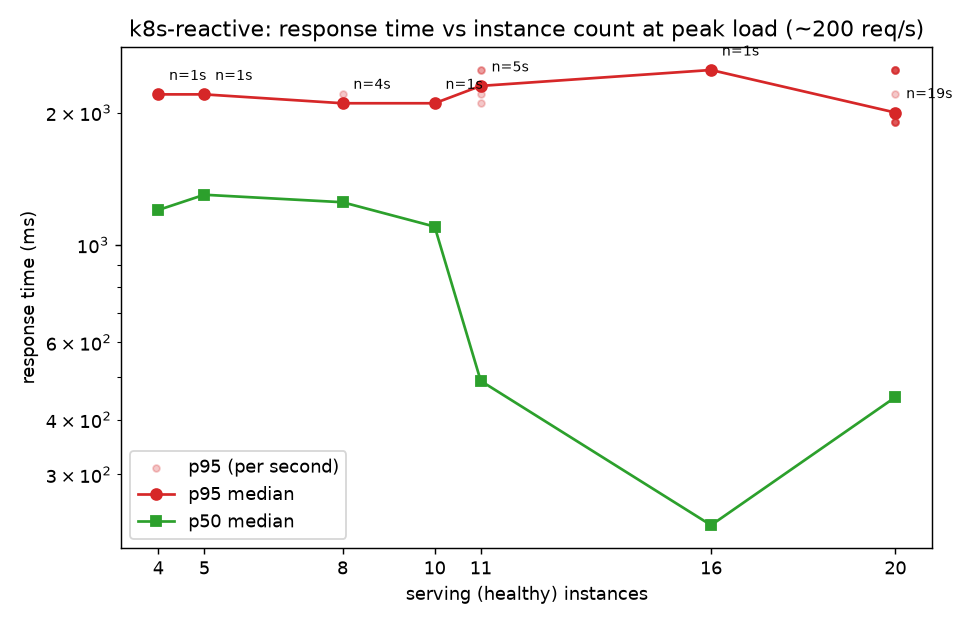 k8s-reactive: response time vs instance count at peak load (~200 req/s)
n=1s
n=1s
n=1s
n=4s
n=1s
n=5s
n=19s
2 × 10³
10³
6 × 10²
4 × 10²
3 × 10²
response time (ms)
p95 (per second)
p95 median
p50 median
4 5 8 10 11 16 20
serving (healthy) instances